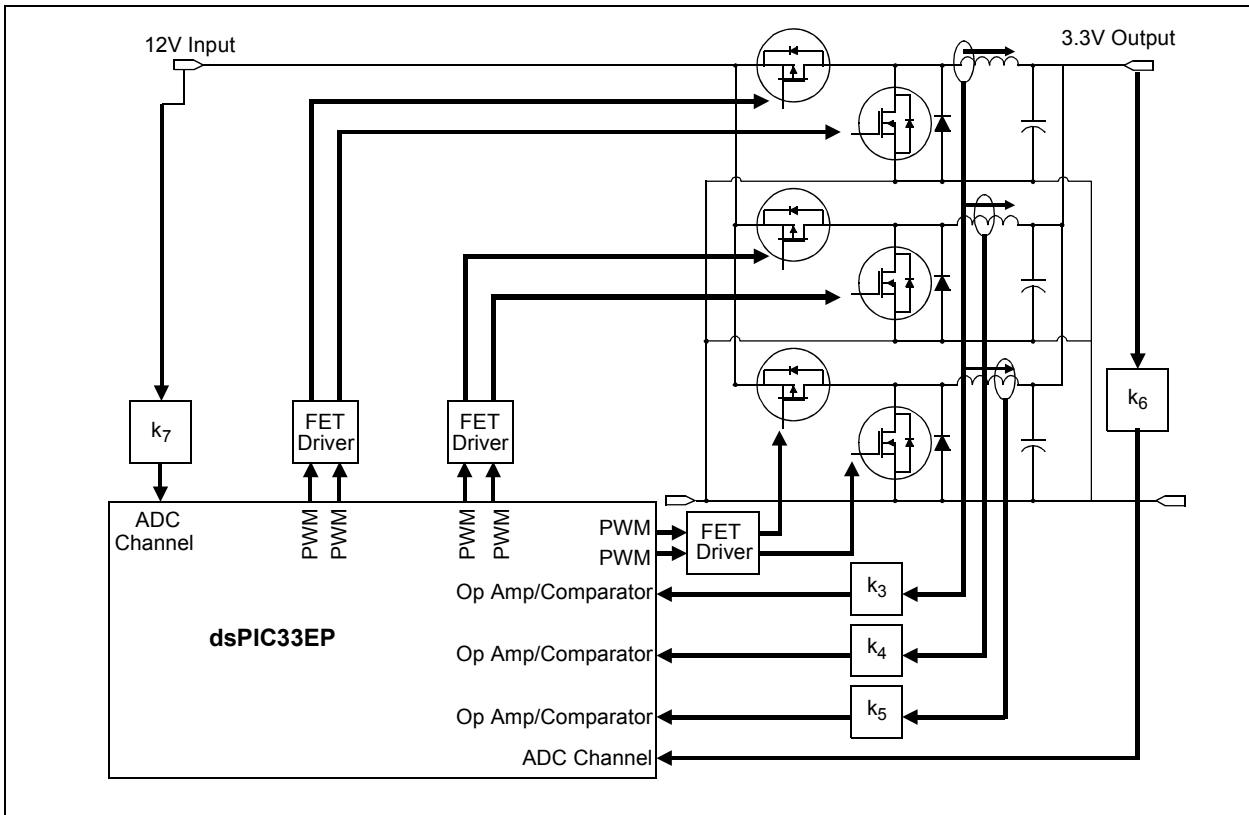 12V Input
3.3V Output
k7
FET
Driver
FET
Driver
k6
ADC
Channel
PWM
PWM
PWM
PWM
PWM
PWM
FET
Driver
Op Amp/Comparator
k3
dsPIC33EP
Op Amp/Comparator
k4
Op Amp/Comparator
k5
ADC Channel